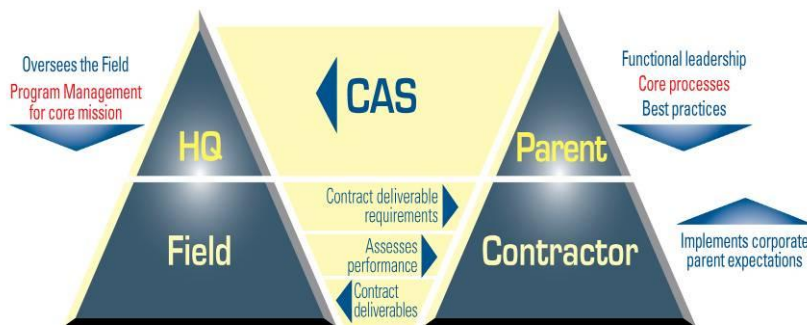 Oversees the Field
Program Management
for core mission
HQ
Field
CAS
Contract deliverable
requirements
Assesses
performance
Contract
deliverables
Parent
Contractor
Functional leadership
Core processes
Best practices
Implements corporate
parent expectations